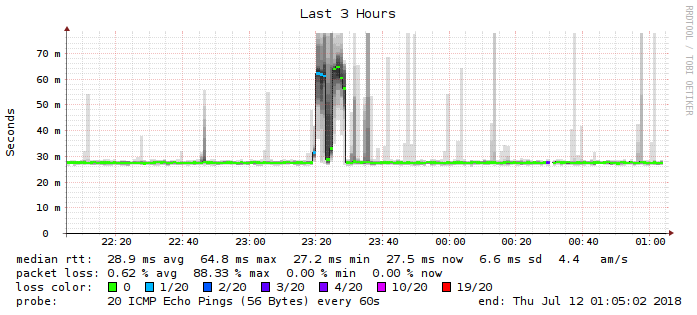 Last 3 Hours
RRDTOOL / TOBI OETIKER
Seconds
70 m
60 m
50 m
40 m
30 m
20 m
10 m
0
22:20 22:40 23:00 23:20 23:40 00:00 00:20 00:40 01:00
median rtt: 28.9 ms avg 64.8 ms max 27.2 ms min 27.5 ms now 6.6 ms sd 4.4 am/s
packet loss: 0.62 % avg 88.33 % max 0.00 % min 0.00 % now
loss color: 0 1/20 2/20 3/20 4/20 10/20 19/20
probe: 20 ICMP Echo Pings (56 Bytes) every 60s end: Thu Jul 12 01:05:02 2018